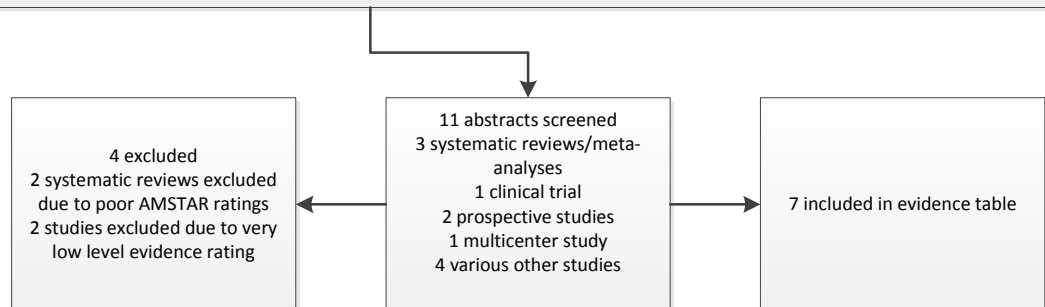 4 excluded
2 systematic reviews excluded
due to poor AMSTAR ratings
2 studies excluded due to very
low level evidence rating
11 abstracts screened
3 systematic reviews/meta-
analyses
1 clinical trial
2 prospective studies
1 multicenter study
4 various other studies
7 included in evidence table